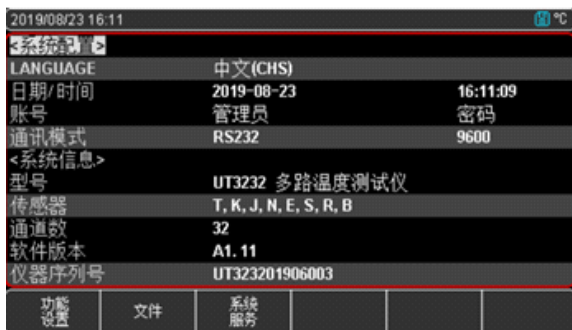 2019/08/23 16:11 ℃
<系统配置>
LANGUAGE 中文(CHS)
日期/时间 2019-08-23 16:11:09
账号 管理员 密码
通讯模式 RS232 9600
<系统信息>
型号 UT3232 多路温度测试仪
传感器 T, K, J, N, E, S, R, B
通道数 32
软件版本 A1.11
仪器序列号 UT323201906003
功能
设置
文件
系统
服务